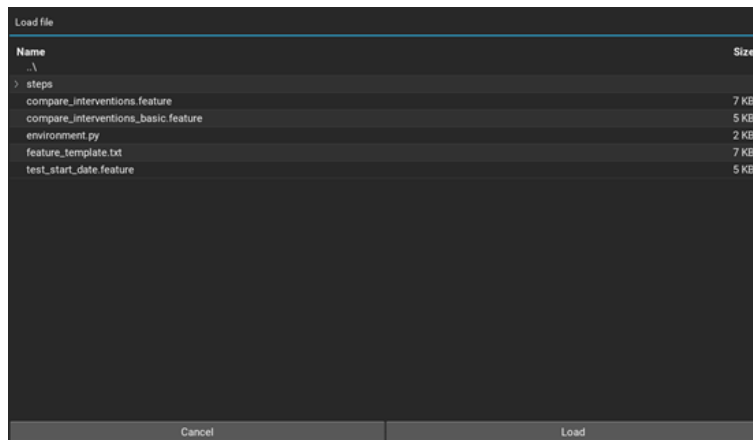 Load file
Name Size
..\
> steps
compare_interventions.feature 7 KB
compare_interventions_basic.feature 5 KB
environment.py 2 KB
feature_template.txt 7 KB
test_start_date.feature 5 KB
Cancel Load